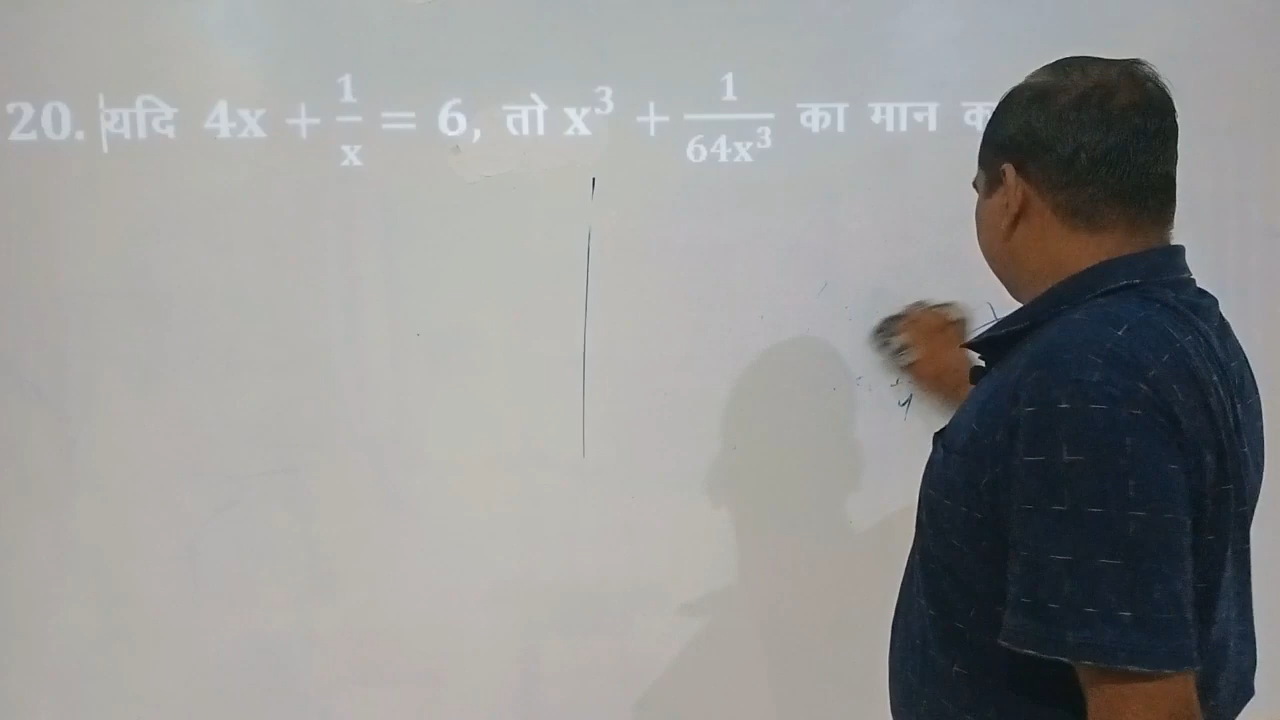 20. यदि 4x + 1/x = 6, तो x³ + 1/64x³ का मान